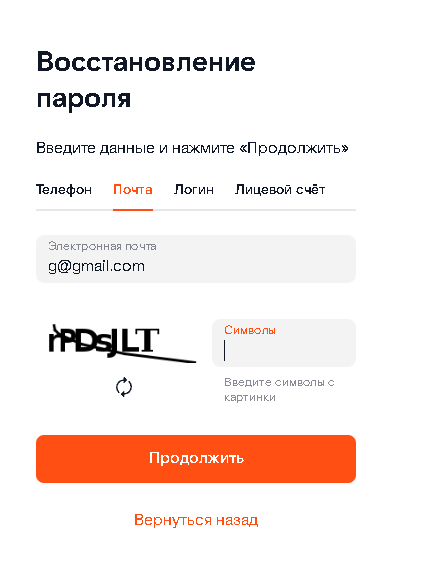 Восстановление
пароля
Введите данные и нажмите «Продолжить»
Телефон Почта Логин Лицевой счёт
Электронная почта
g@gmail.com
Символы
Введите символы с
картинки
Продолжить
Вернуться назад